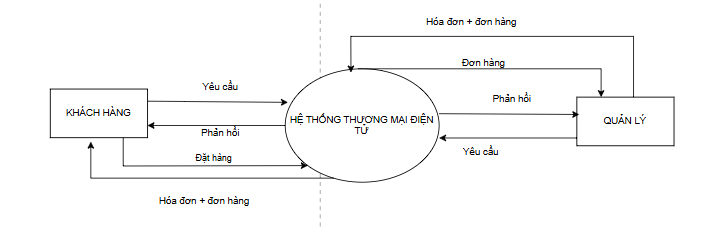 Hóa đơn + đơn hàng
Đơn hàng
Yêu cầu
Phản hồi
KHÁCH HÀNG
HỆ THỐNG THƯƠNG MẠI ĐIỆN
TỬ
QUẢN LÝ
Phản hồi
Yêu cầu
Đặt hàng
Hóa đơn + đơn hàng